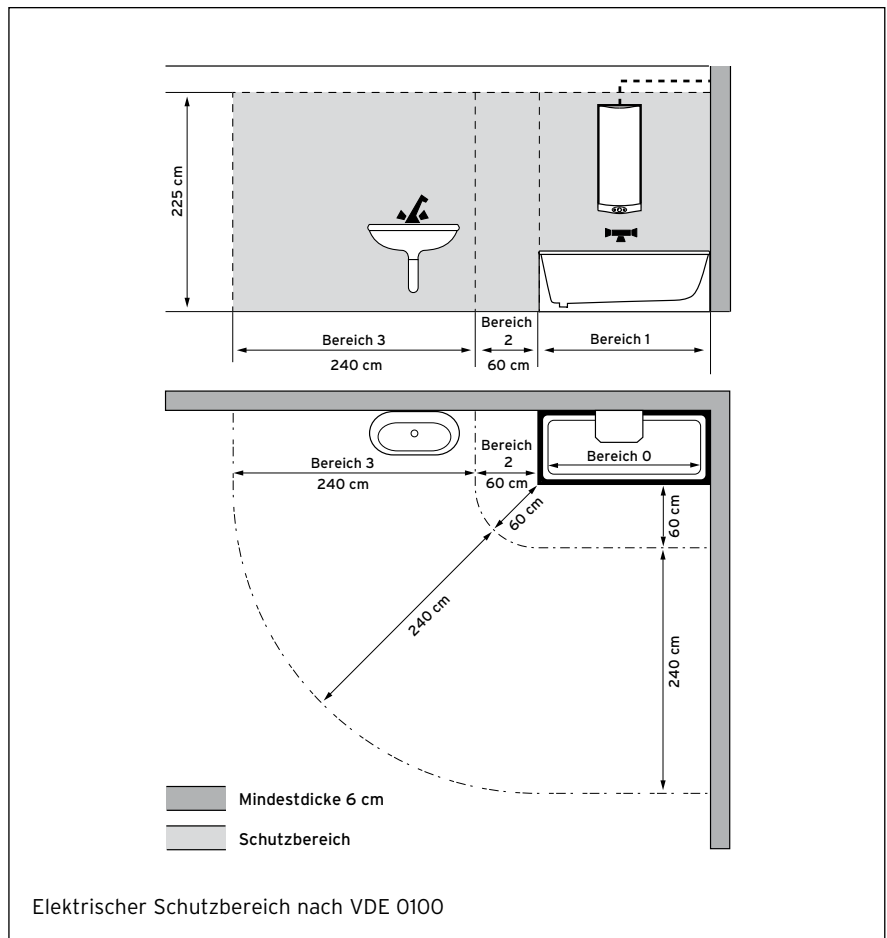 225 cm
Bereich 3
240 cm
Bereich
2
60 cm
Bereich 1
Bereich 3
240 cm
Bereich
2
60 cm
Bereich 0
60 cm
60 cm
240 cm
240 cm
Mindestdicke 6 cm
Schutzbereich
Elektrischer Schutzbereich nach VDE 0100